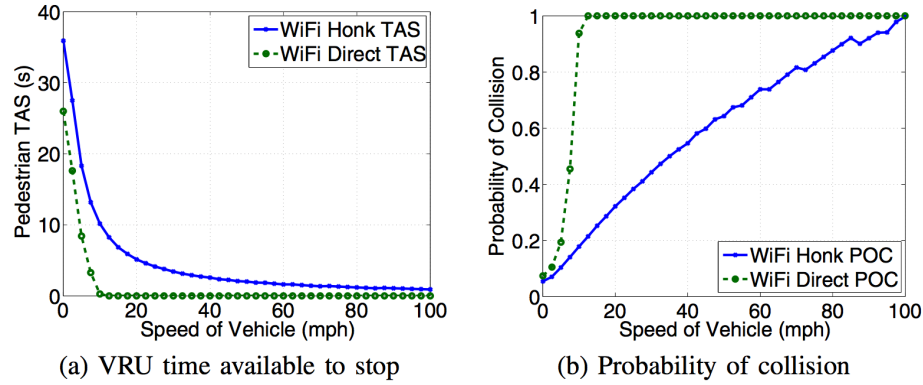 40
30
20
10
0
0
20
40
60
80
100
Pedestrian TAS (s)
Speed of Vehicle (mph)
WiFi Honk TAS
WiFi Direct TAS
(a) VRU time available to stop
1
0.8
0.6
0.4
0.2
0
0
20
40
60
80
100
Probability of Collision
Speed of Vehicle (mph)
WiFi Honk POC
WiFi Direct POC
(b) Probability of collision